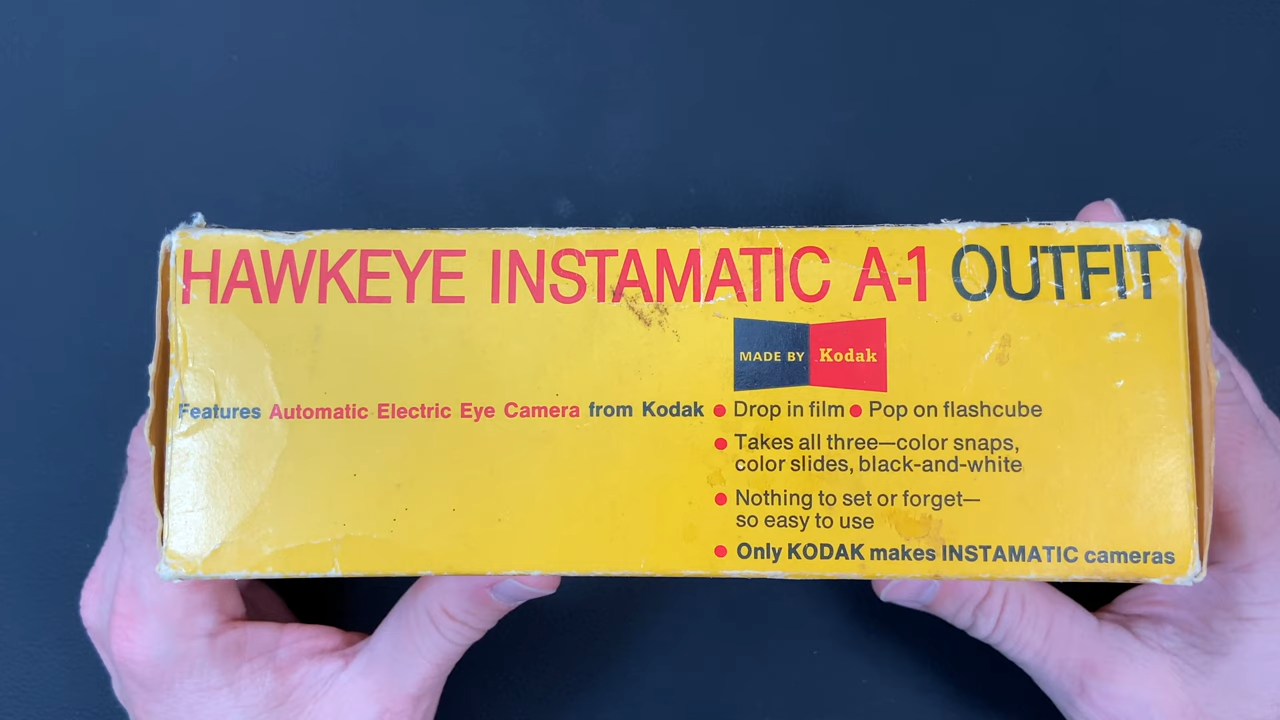 HAWKEYE INSTAMATIC A-1 OUTFIT
MADE BY Kodak
Features Automatic Electric Eye Camera from Kodak ● Drop in film ● Pop on flashcube
● Takes all three—color snaps,
color slides, black-and-white
● Nothing to set or forget—
so easy to use
● Only KODAK makes INSTAMATIC cameras